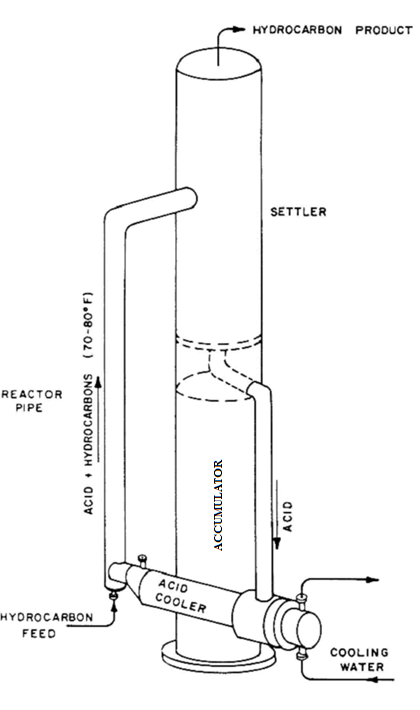 HYDROCARBON PRODUCT
SETTLER
ACID + HYDROCARBONS (70-80°F)
REACTOR
PIPE
ACCUMULATOR
ACID
ACID
COOLER
HYDROCARBON
FEED
COOLING
WATER